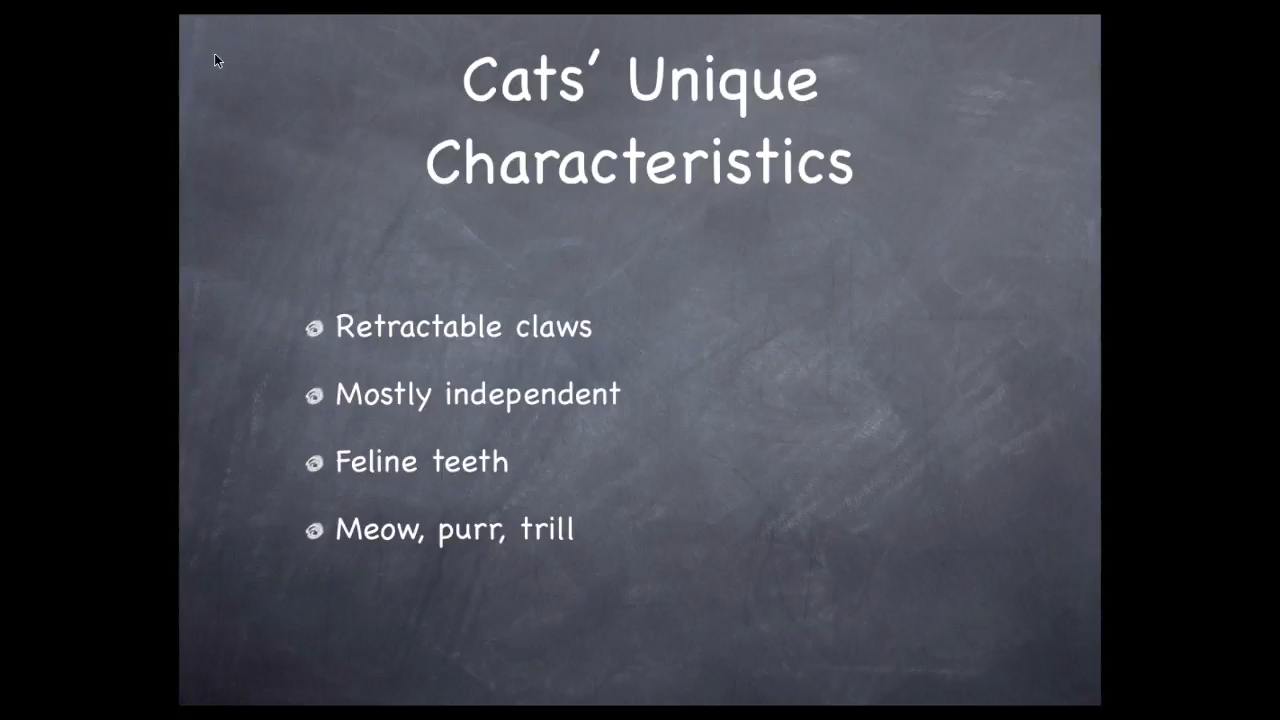 Cats’ Unique
Characteristics
Retractable claws
Mostly independent
Feline teeth
Meow, purr, trill